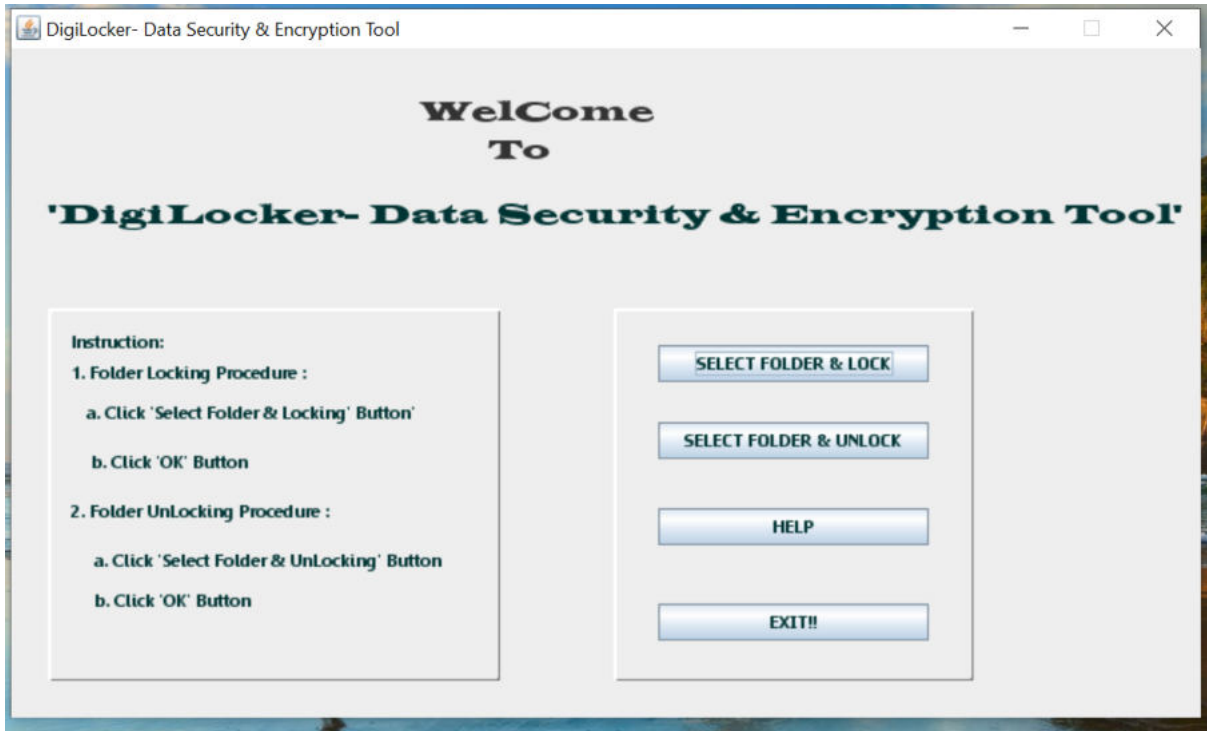 DigiLocker- Data Security & Encryption Tool
WelCome
To
'DigiLocker- Data Security & Encryption Tool'
Instruction:
1. Folder Locking Procedure :
a. Click 'Select Folder & Locking' Button'
b. Click 'OK' Button
2. Folder UnLocking Procedure :
a. Click 'Select Folder & UnLocking' Button
b. Click 'OK' Button
SELECT FOLDER & LOCK
SELECT FOLDER & UNLOCK
HELP
EXIT!!